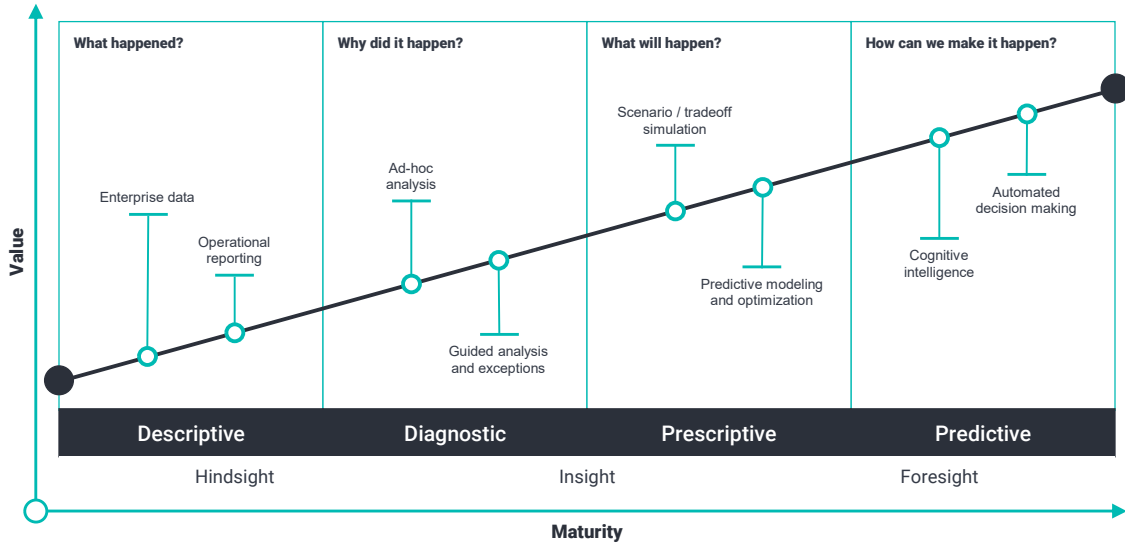 What happened?
Why did it happen?
What will happen?
How can we make it happen?
Enterprise data
Operational
reporting
Ad-hoc
analysis
Guided analysis
and exceptions
Scenario / tradeoff
simulation
Predictive modeling
and optimization
Cognitive
intelligence
Automated
decision making
Value
Descriptive
Diagnostic
Prescriptive
Predictive
Hindsight
Insight
Foresight
Maturity